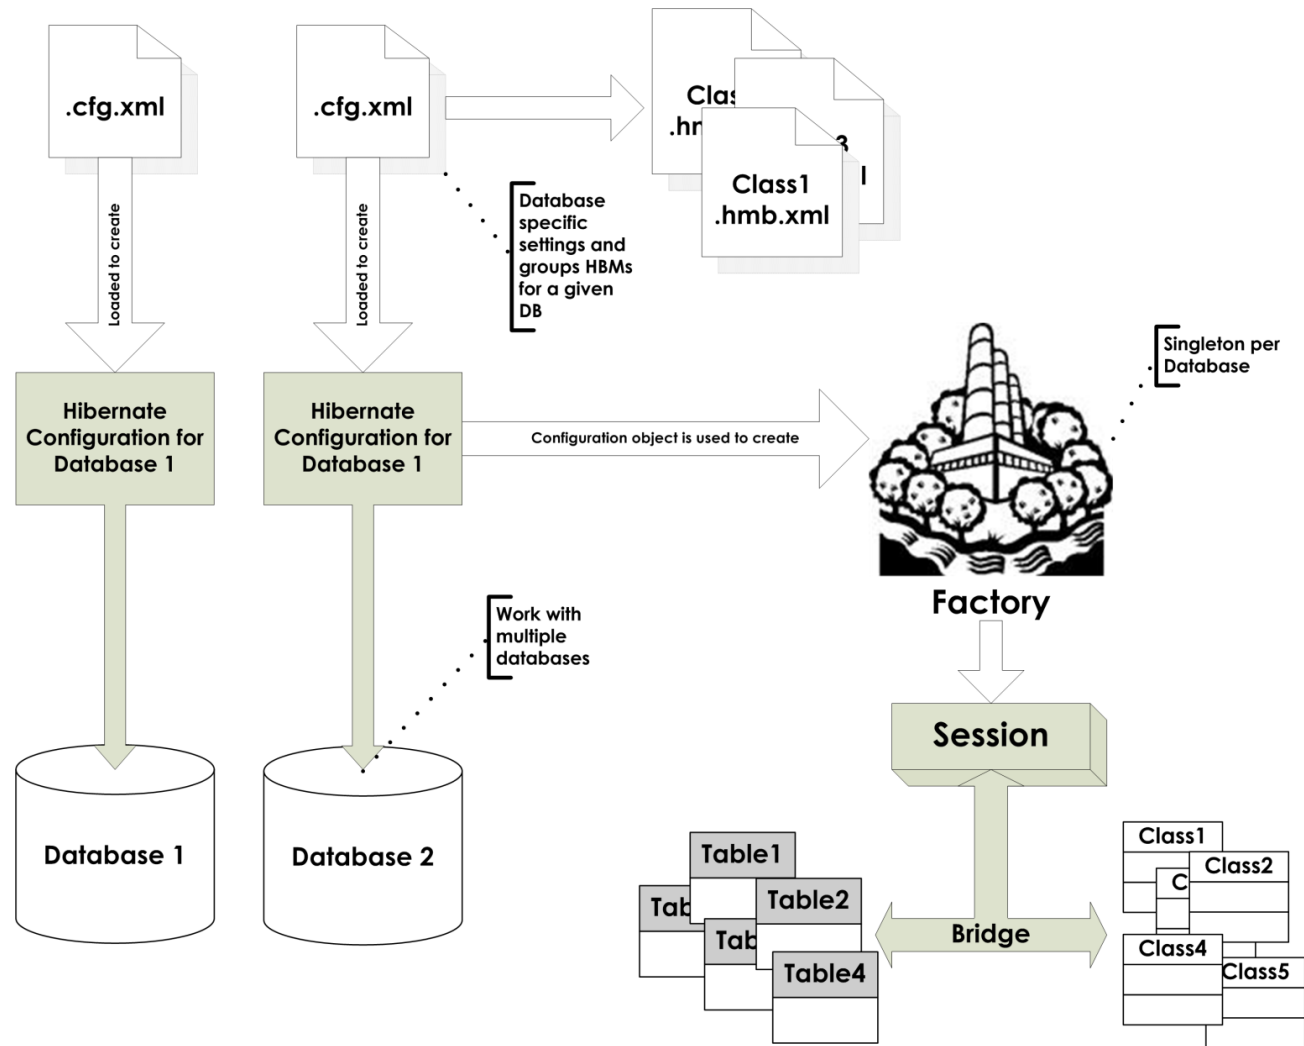 .cfg.xml
.cfg.xml
Class1
.hmb.xml
Loaded to create
Loaded to create
Database
specific
settings and
groups HBMs
for a given
DB
Singleton per
Database
Hibernate
Configuration for
Database 1
Hibernate
Configuration for
Database 1
Configuration object is used to create
Factory
Work with
multiple
databases
Session
Database 1
Database 2
Table1
Table2
Table4
Bridge
Class1
Class2
Class4
Class5